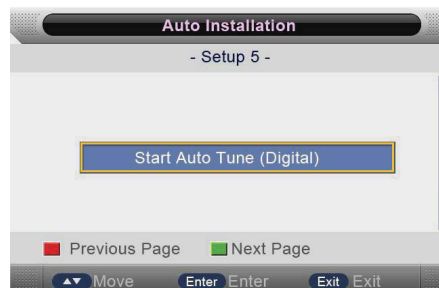 Auto Installation
- Setup 5 -
Start Auto Tune (Digital)
Previous Page Next Page
▲▼ Move Enter Enter Exit Exit